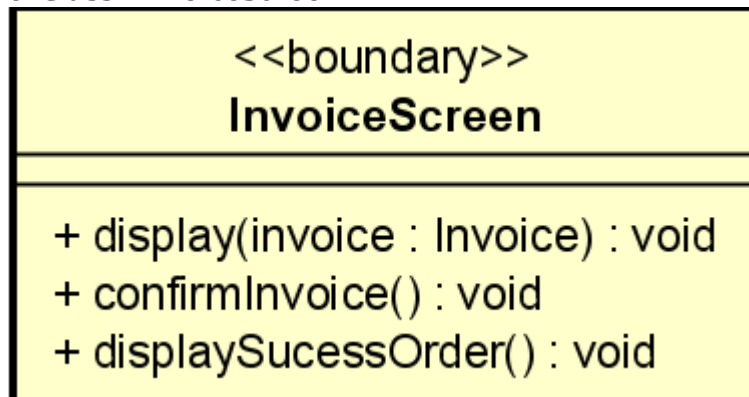 <<boundary>>
InvoiceScreen
+ display(invoice : Invoice) : void
+ confirmInvoice() : void
+ displaySucessOrder() : void